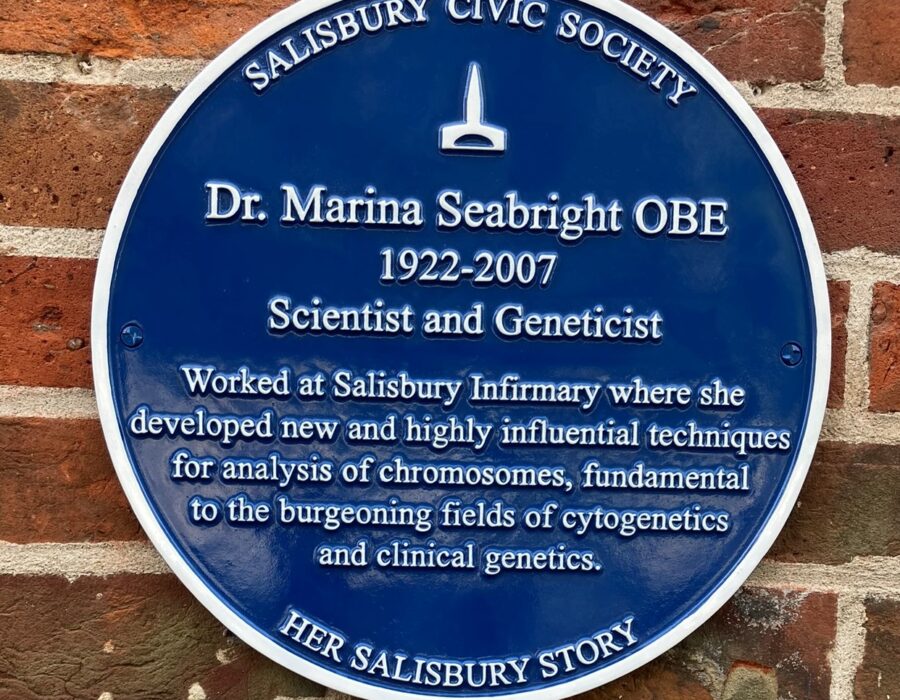 SALISBURY CIVIC SOCIETY
Dr. Marina Seabright OBE
1922-2007
Scientist and Geneticist
Worked at Salisbury Infirmary where she
developed new and highly influential techniques
for analysis of chromosomes, fundamental
to the burgeoning fields of cytogenetics
and clinical genetics.
HER SALISBURY STORY